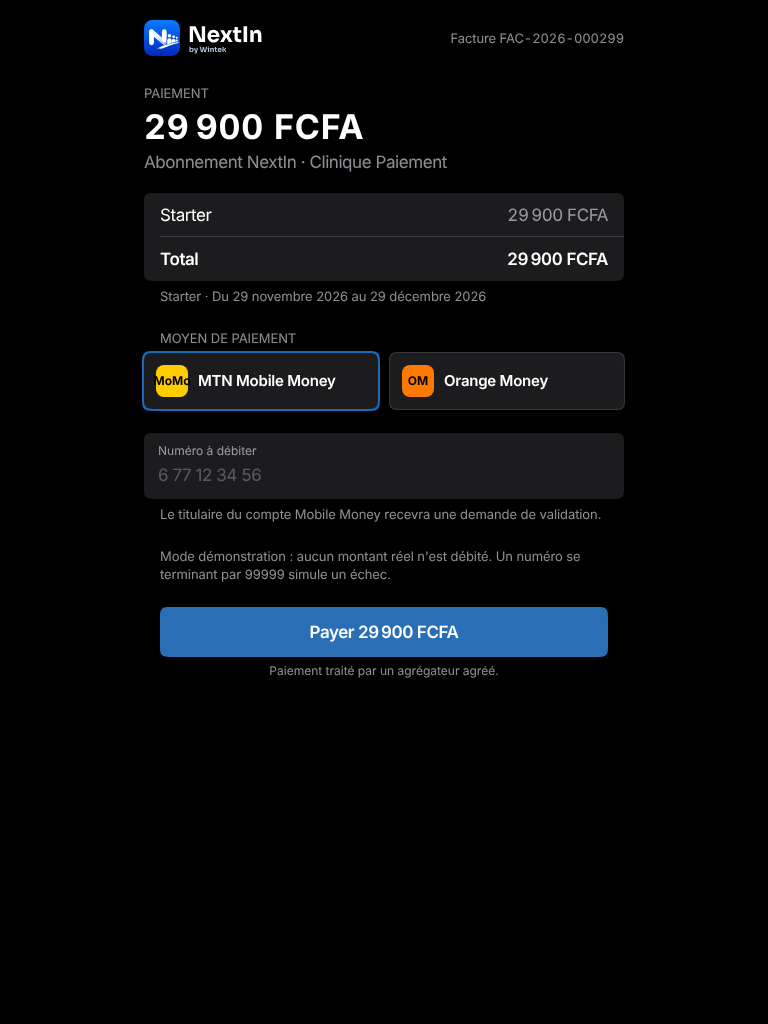 NextIn
by Wintek
Facture FAC-2026-000299
PAIEMENT
29 900 FCFA
Abonnement NextIn · Clinique Paiement
Starter 29 900 FCFA
Total 29 900 FCFA
Starter · Du 29 novembre 2026 au 29 décembre 2026
MOYEN DE PAIEMENT
MoMo MTN Mobile Money
OM Orange Money
Numéro à débiter
6 77 12 34 56
Le titulaire du compte Mobile Money recevra une demande de validation.
Mode démonstration : aucun montant réel n'est débité. Un numéro se
terminant par 99999 simule un échec.
Payer 29 900 FCFA
Paiement traité par un agrégateur agréé.